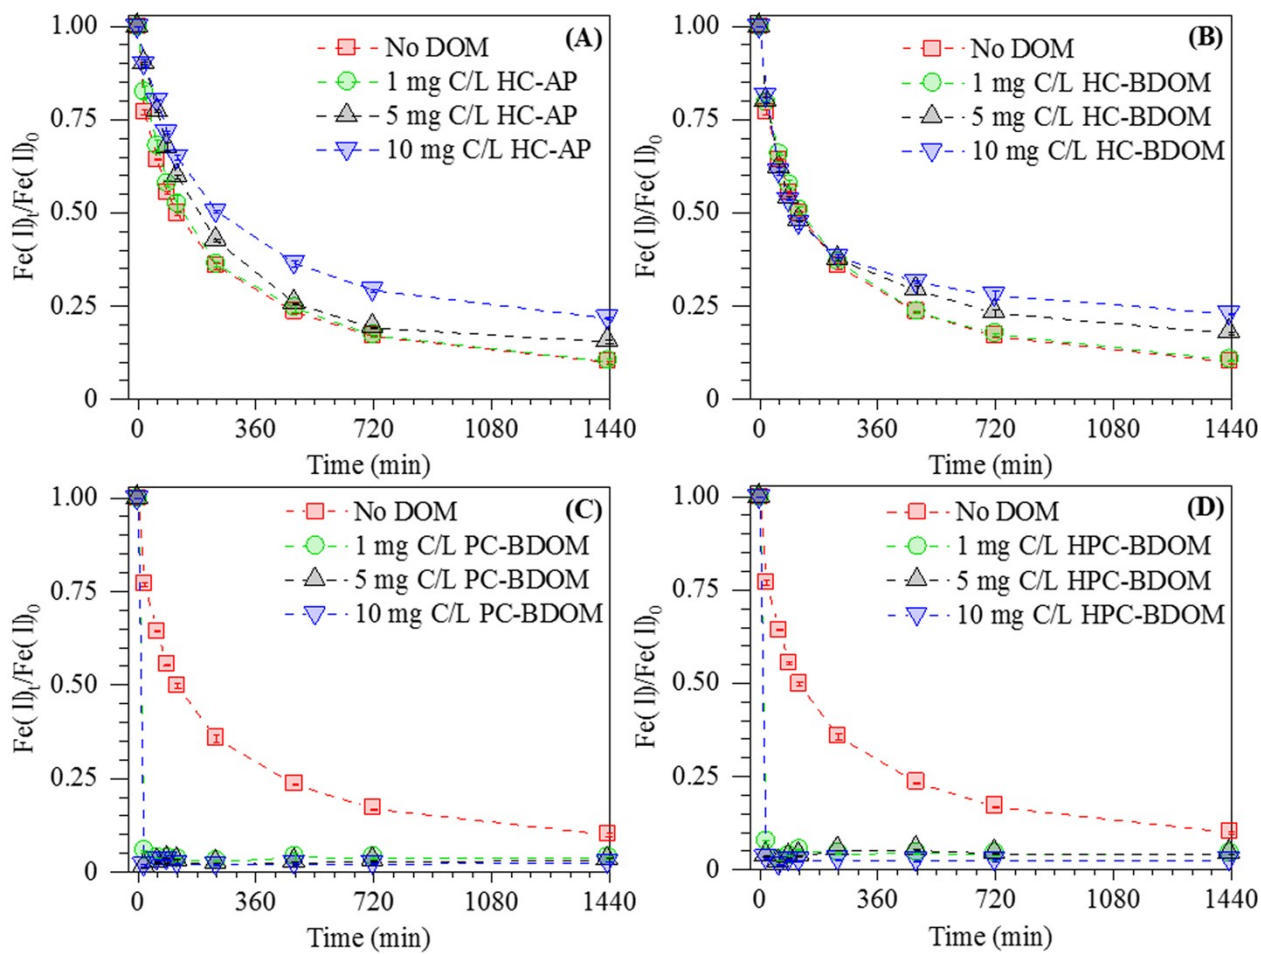 (A)
No DOM
1 mg C/L HC-AP
5 mg C/L HC-AP
10 mg C/L HC-AP
1.00
0.75
0.50
0.25
0
Fe(II)t/Fe(II)0
0 360 720 1080 1440
Time (min)
(B)
No DOM
1 mg C/L HC-BDOM
5 mg C/L HC-BDOM
10 mg C/L HC-BDOM
1.00
0.75
0.50
0.25
0
Fe(II)/Fe(II)0
0 360 720 1080 1440
Time (min)
(C)
No DOM
1 mg C/L PC-BDOM
5 mg C/L PC-BDOM
10 mg C/L PC-BDOM
1.00
0.75
0.50
0.25
0
Fe(II)t/Fe(II)0
0 360 720 1080 1440
Time (min)
(D)
No DOM
1 mg C/L HPC-BDOM
5 mg C/L HPC-BDOM
10 mg C/L HPC-BDOM
1.00
0.75
0.50
0.25
0
Fe(II)/Fe(II)0
0 360 720 1080 1440
Time (min)